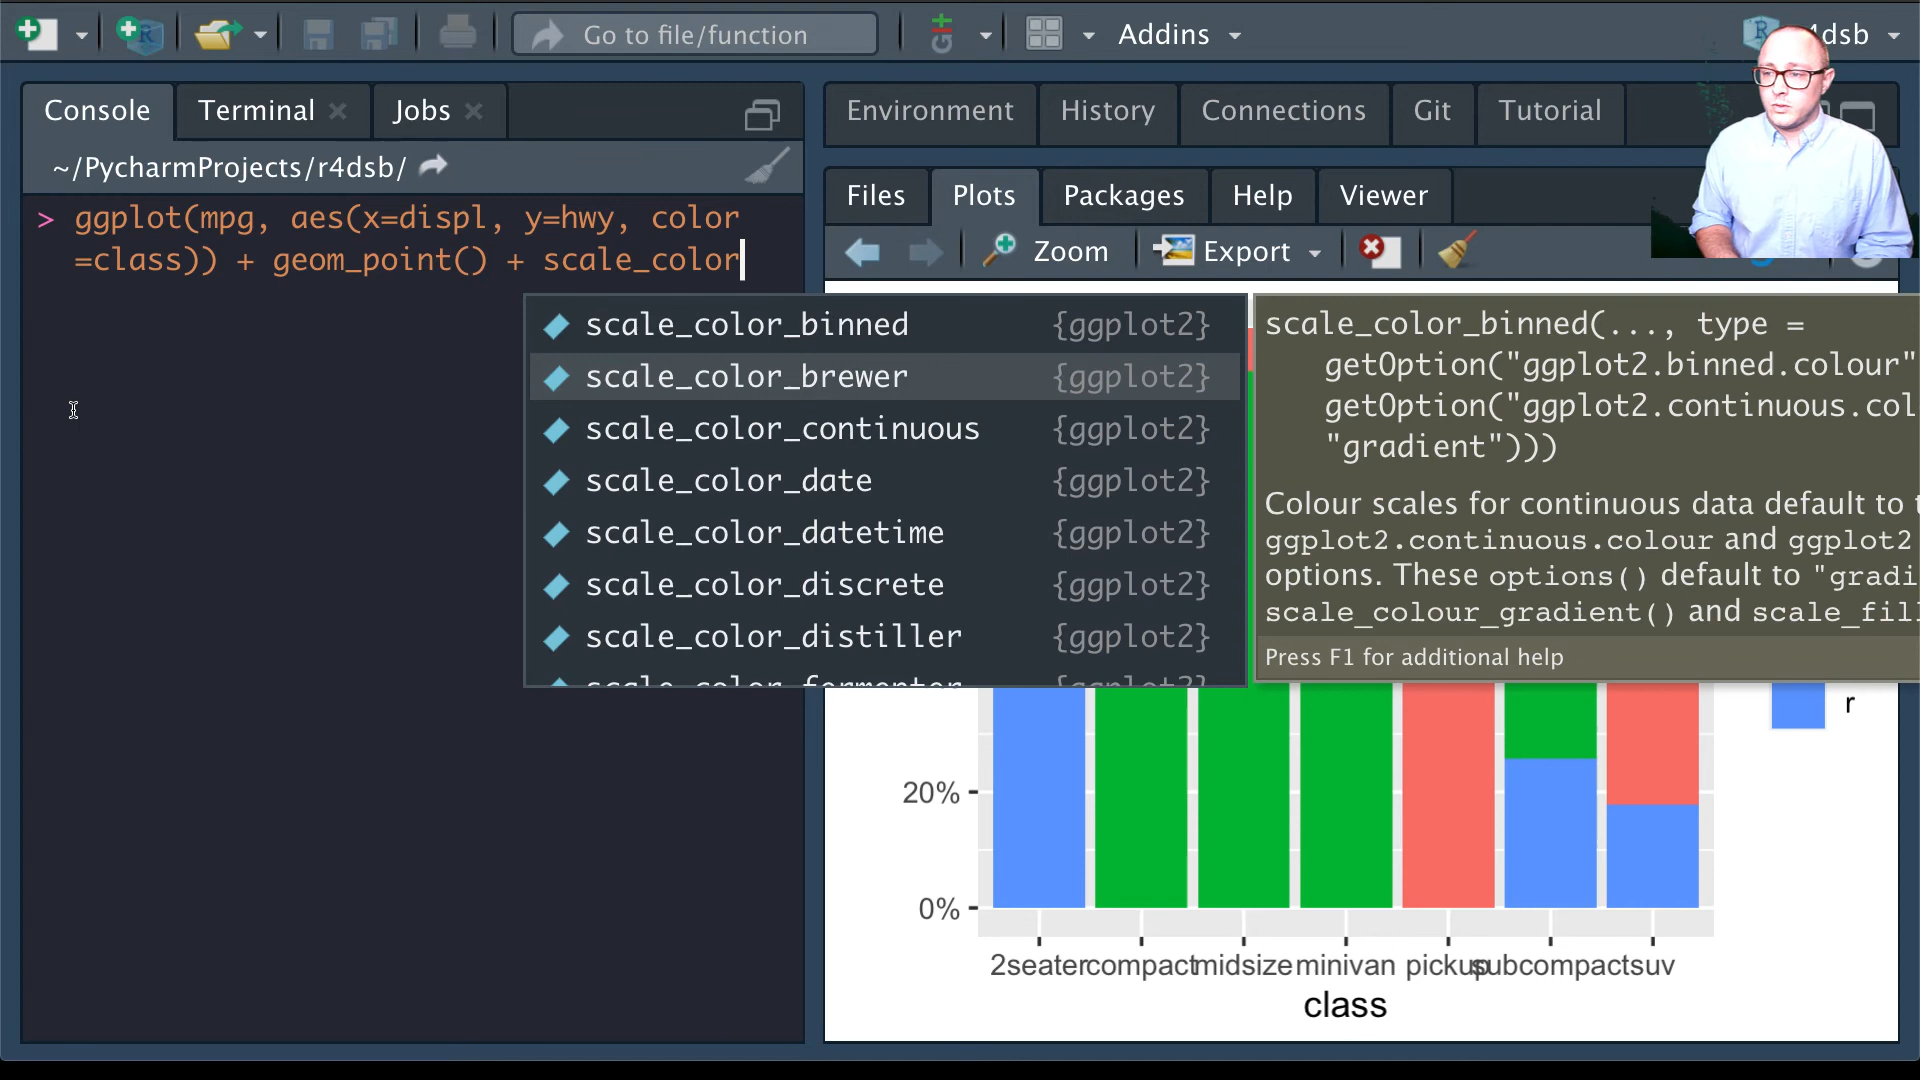 Go to file/function
Addins
4dsb
Console
Terminal
Jobs
~/PycharmProjects/r4dsb/
> ggplot(mpg, aes(x=displ, y=hwy, color
=class)) + geom_point() + scale_color
Environment
History
Connections
Git
Tutorial
Files
Plots
Packages
Help
Viewer
Zoom
Export
scale_color_binned {ggplot2}
scale_color_brewer {ggplot2}
scale_color_continuous {ggplot2}
scale_color_date {ggplot2}
scale_color_datetime {ggplot2}
scale_color_discrete {ggplot2}
scale_color_distiller {ggplot2}
scale_color_binned(..., type =
getOption("ggplot2.binned.colour"
getOption("ggplot2.continuous.col
"gradient")))
Colour scales for continuous data default to t
ggplot2.continuous.colour and ggplot2
options. These options() default to "gradi
scale_colour_gradient() and scale_fill
Press F1 for additional help
r
20%
0%
2seater
compact
midsize
minivan
pickup
subcompact
suv
class